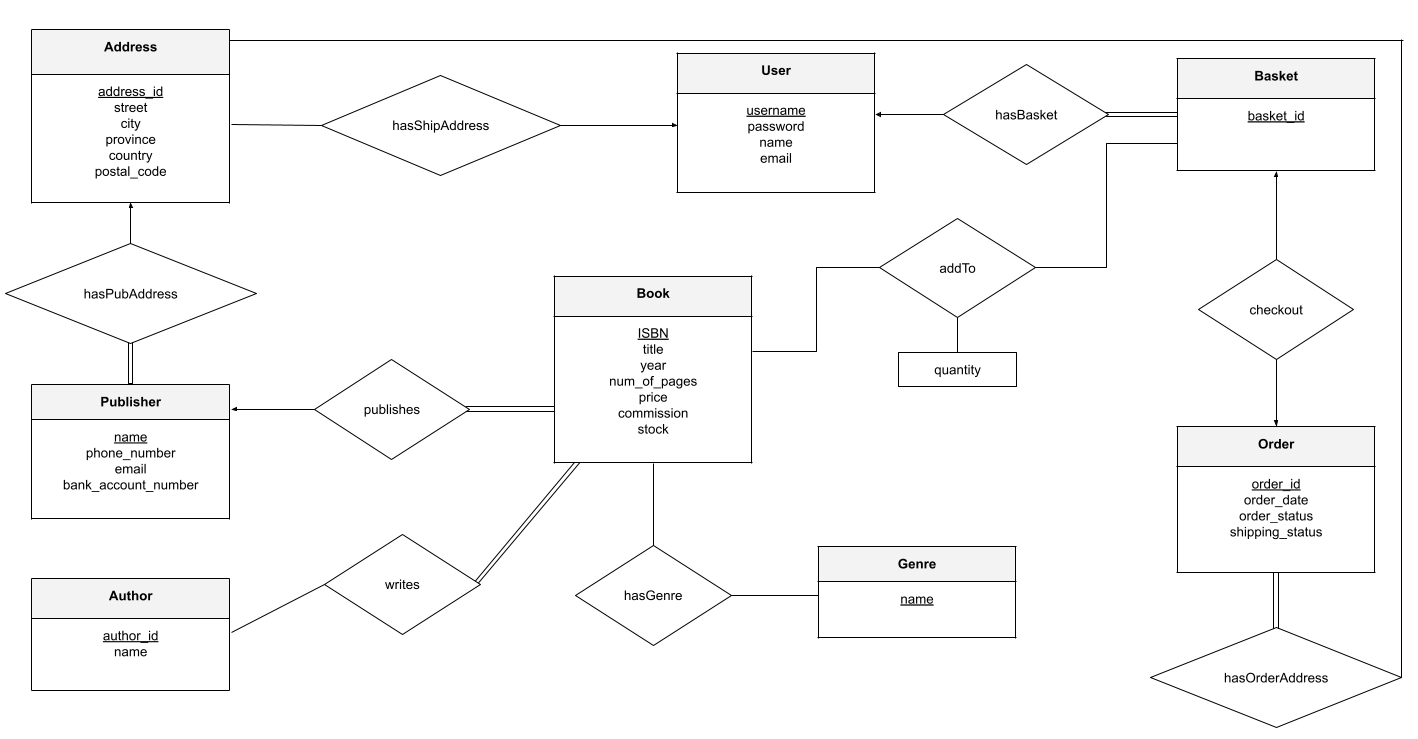 Address
address_id
street
city
province
country
postal_code
hasShipAddress
User
username
password
name
email
hasBasket
Basket
basket_id
hasPubAddress
addTo
quantity
checkout
Book
ISBN
title
year
num_of_pages
price
commission
stock
Publisher
name
phone_number
email
bank_account_number
publishes
Order
order_id
order_date
order_status
shipping_status
Author
author_id
name
writes
hasGenre
Genre
name
hasOrderAddress